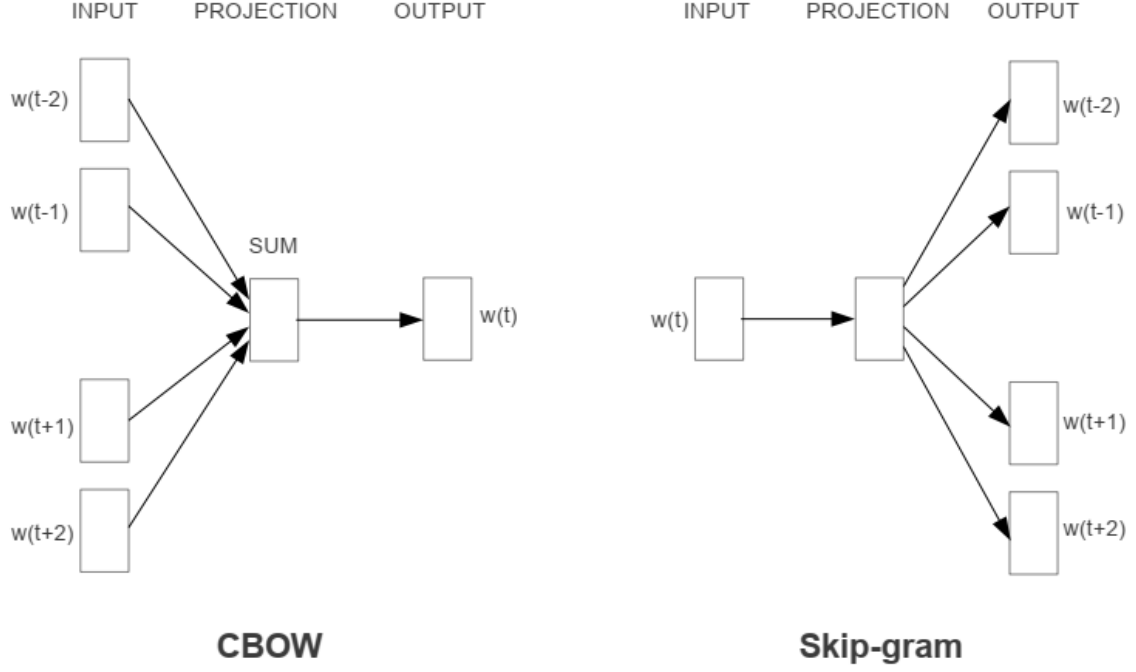 INPUT PROJECTION OUTPUT
w(t-2)
w(t-1)
SUM
w(t)
w(t+1)
w(t+2)
CBOW
INPUT PROJECTION OUTPUT
w(t-2)
w(t-1)
w(t)
w(t+1)
w(t+2)
Skip-gram